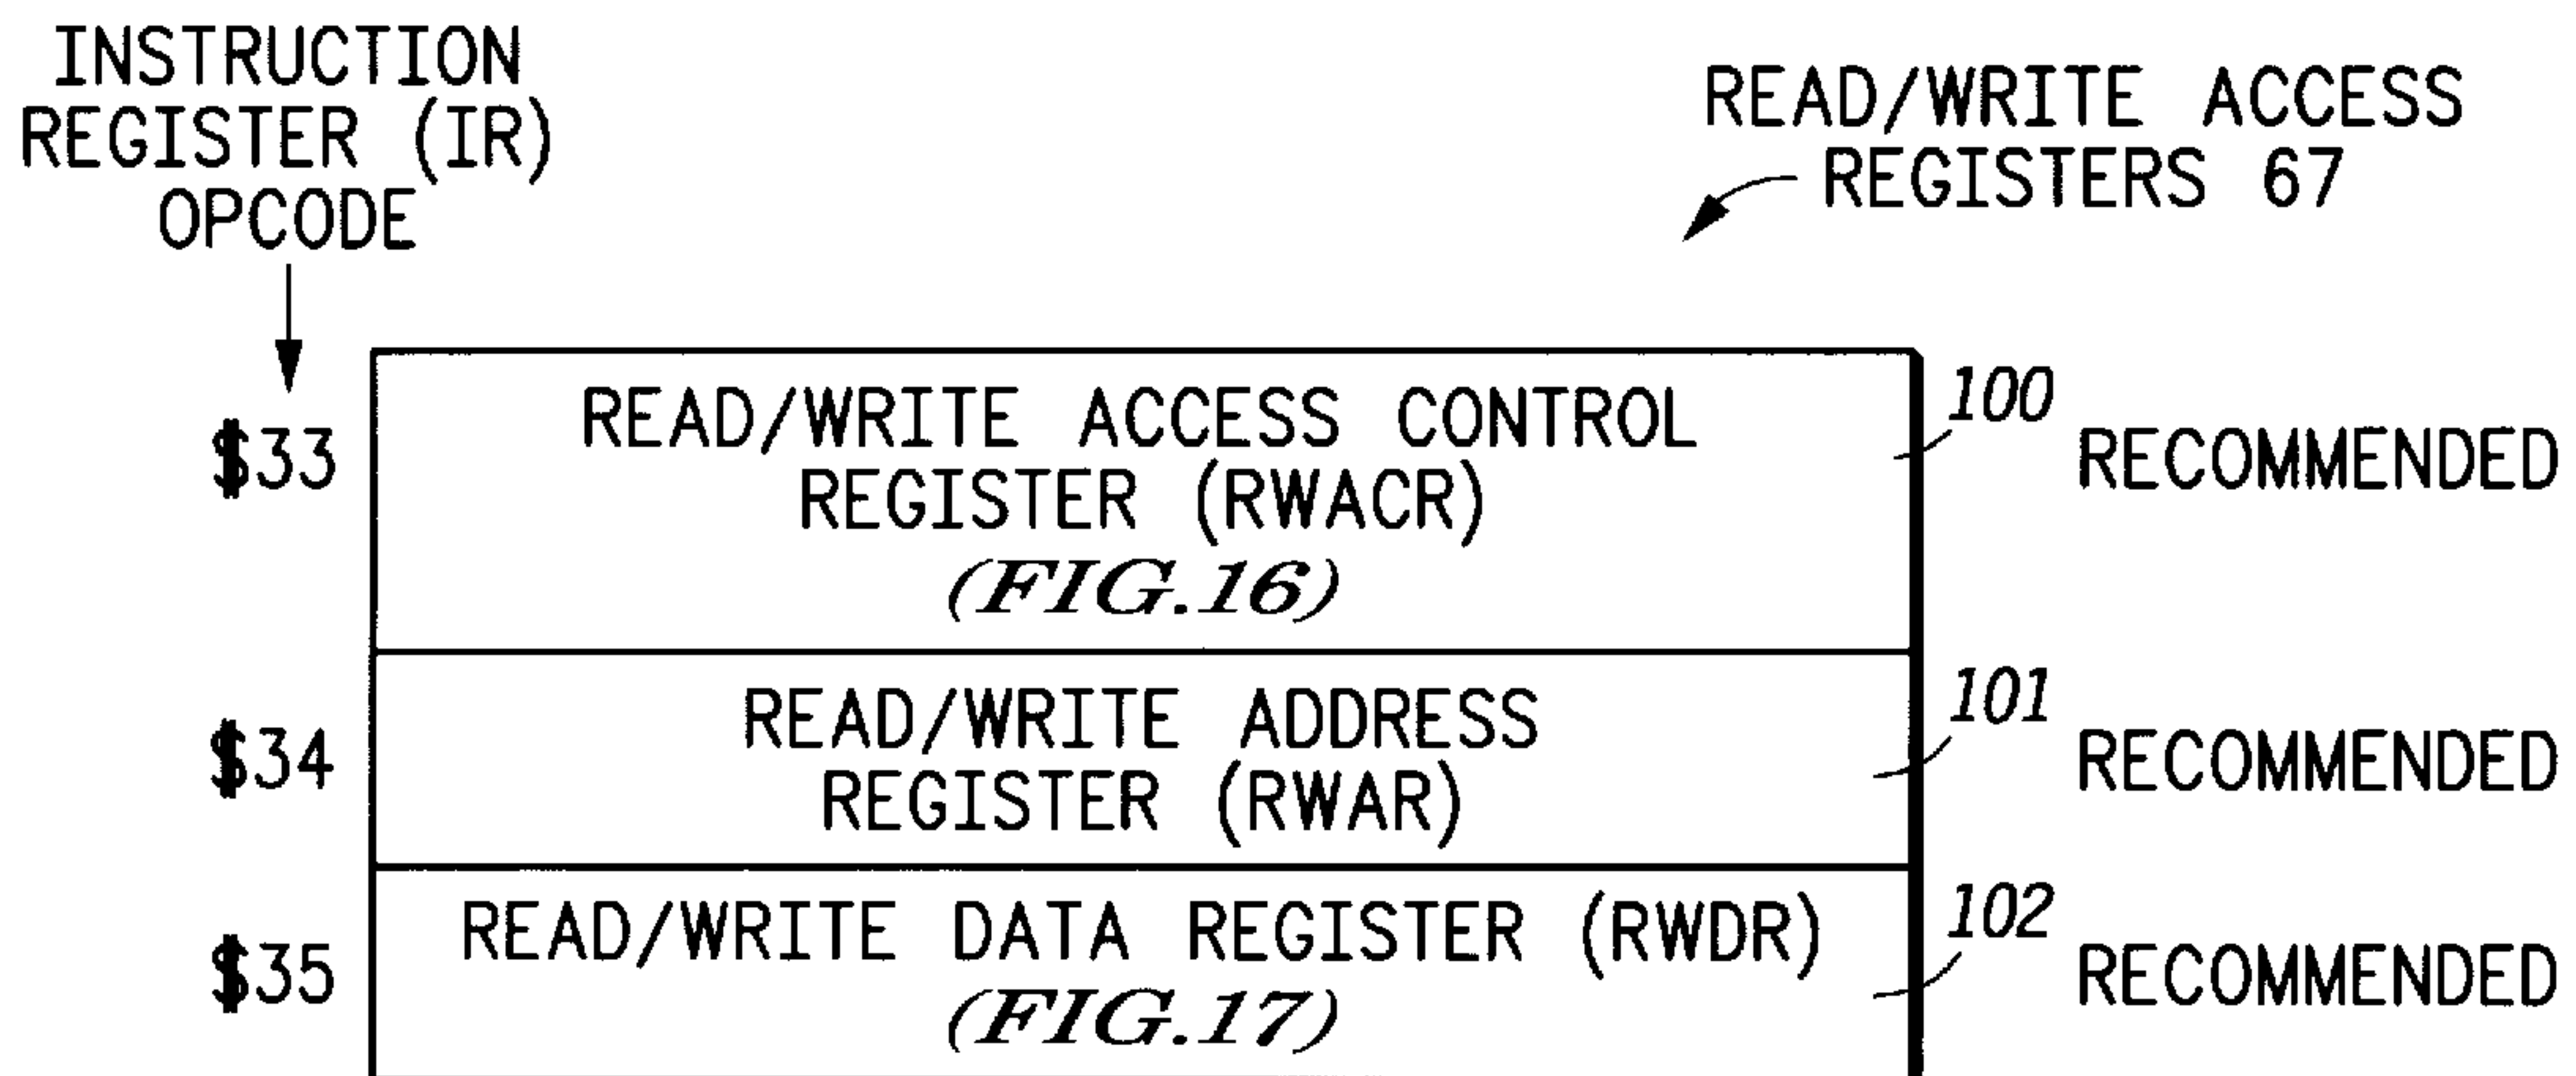 INSTRUCTION
REGISTER (IR)
OPCODE
READ/WRITE ACCESS
REGISTERS 67
$33
READ/WRITE ACCESS CONTROL
REGISTER (RWACR)
(FIG.16)
100
RECOMMENDED
$34
READ/WRITE ADDRESS
REGISTER (RWAR)
101
RECOMMENDED
$35
READ/WRITE DATA REGISTER (RWDR)
(FIG.17)
102
RECOMMENDED